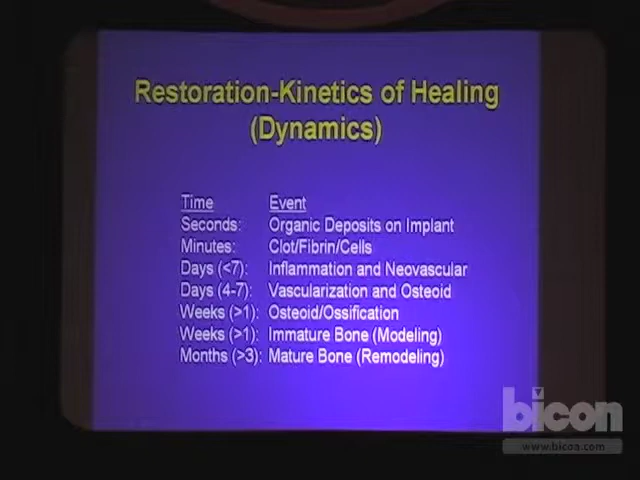 Restoration-Kinetics of Healing
(Dynamics)
Time Event
Seconds: Organic Deposits on Implant
Minutes: Clot/Fibrin/Cells
Days (<7): Inflammation and Neovascular
Days (4-7): Vascularization and Osteoid
Weeks (>1): Osteoid/Ossification
Weeks (>1): Immature Bone (Modeling)
Months (>3): Mature Bone (Remodeling)
bicon
www.bicon.com